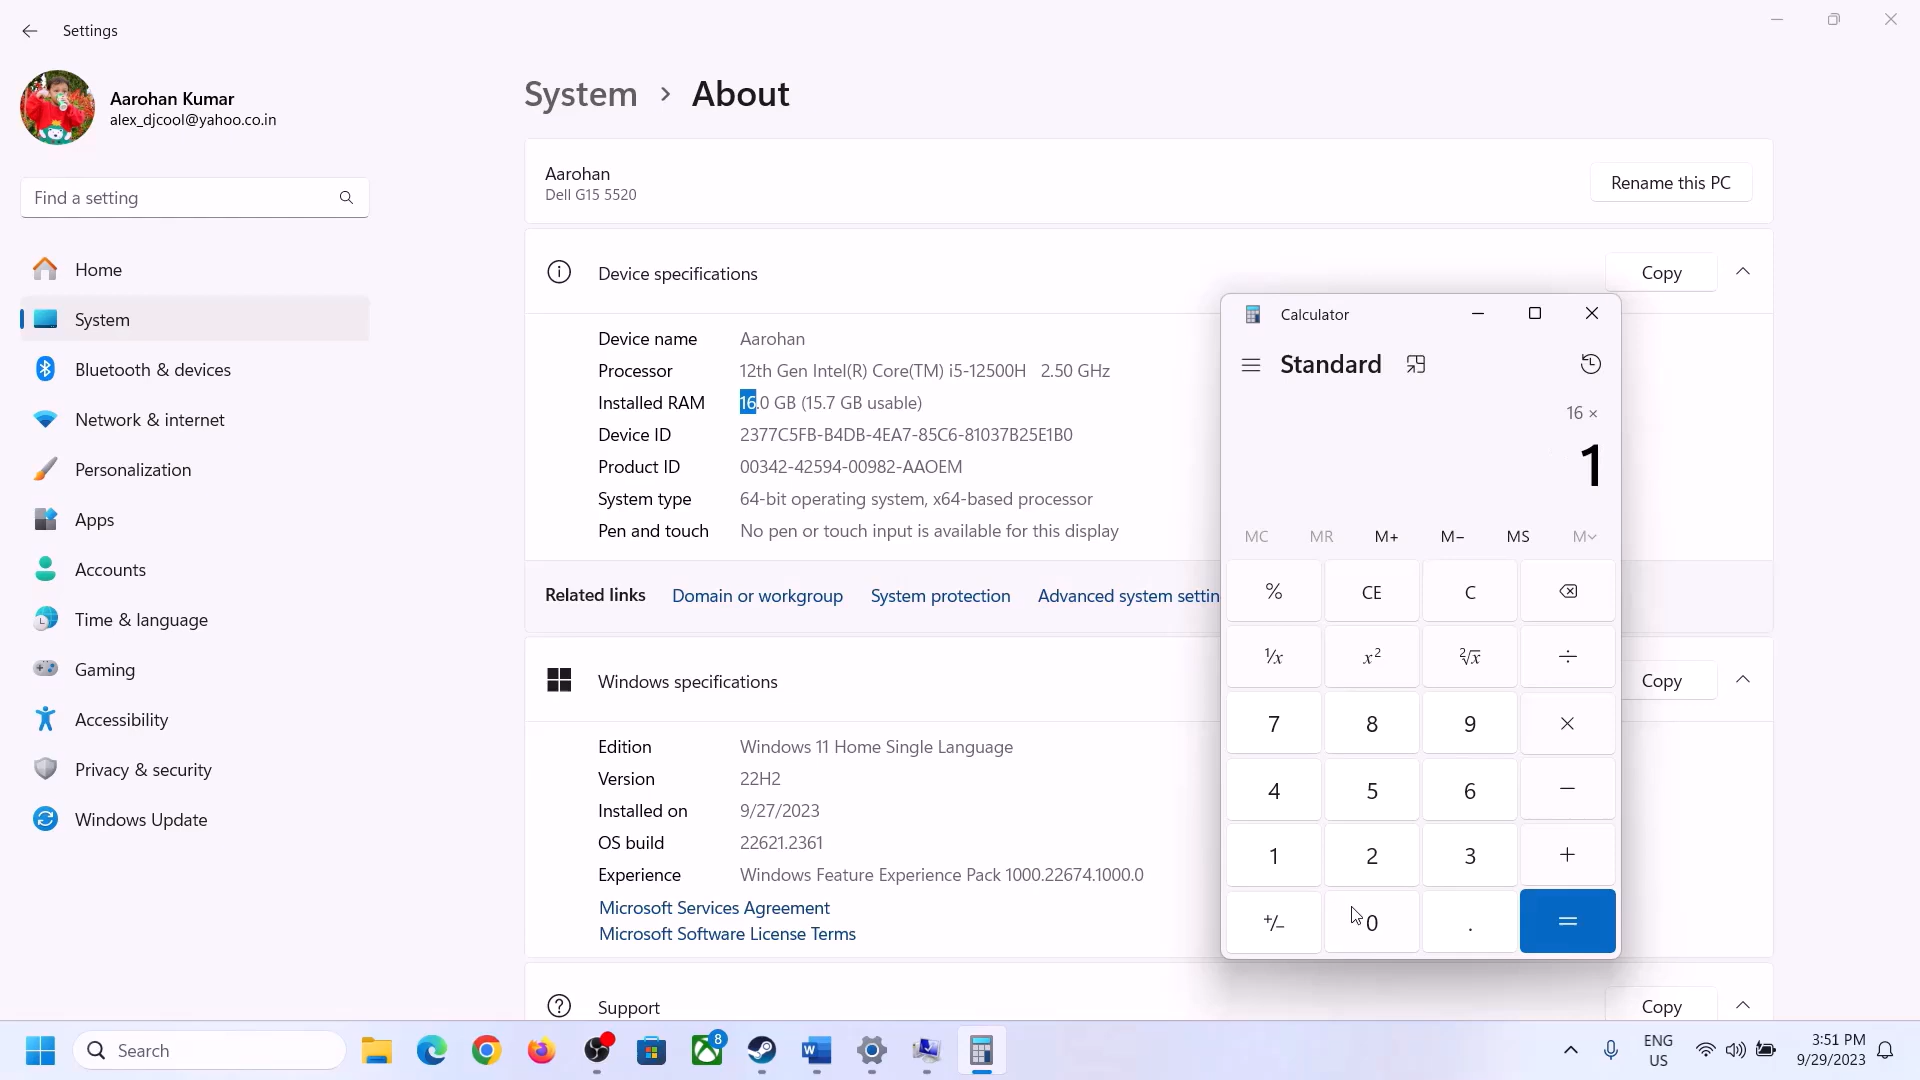 Settings
Aarohan Kumar
alex_djcool@yahoo.co.in
Find a setting
Home
System
Bluetooth & devices
Network & internet
Personalization
Apps
Accounts
Time & language
Gaming
Accessibility
Privacy & security
Windows Update
System > About
Aarohan
Dell G15 5520
Rename this PC
Device specifications
Copy
Device name Aarohan
Processor 12th Gen Intel(R) Core(TM) i5-12500H 2.50 GHz
Installed RAM 16.0 GB (15.7 GB usable)
Device ID 2377C5FB-B4DB-4EA7-85C6-81037B25E1B0
Product ID 00342-42594-00982-AAOEM
System type 64-bit operating system, x64-based processor
Pen and touch No pen or touch input is available for this display
Related links Domain or workgroup System protection Advanced system settin
Windows specifications
Copy
Edition Windows 11 Home Single Language
Version 22H2
Installed on 9/27/2023
OS build 22621.2361
Experience Windows Feature Experience Pack 1000.22674.1000.0
Microsoft Services Agreement
Microsoft Software License Terms
Support
Copy
Calculator
Standard
16 ×
1
MC MR M+ M− MS M
% CE C
⅟x x² ²√x ÷
7 8 9 ×
4 5 6 −
1 2 3 +
+/− 0 . =
Search
8
ENG
US
3:51 PM
9/29/2023